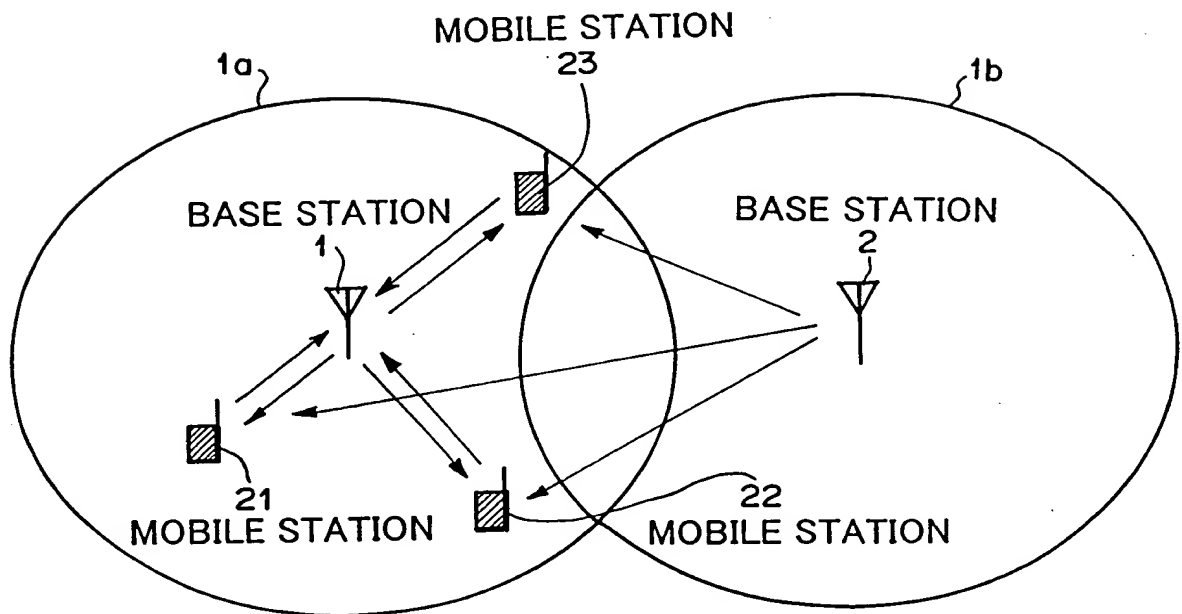 MOBILE STATION
23
1a
1b
BASE STATION
1
BASE STATION
2
21
MOBILE STATION
22
MOBILE STATION